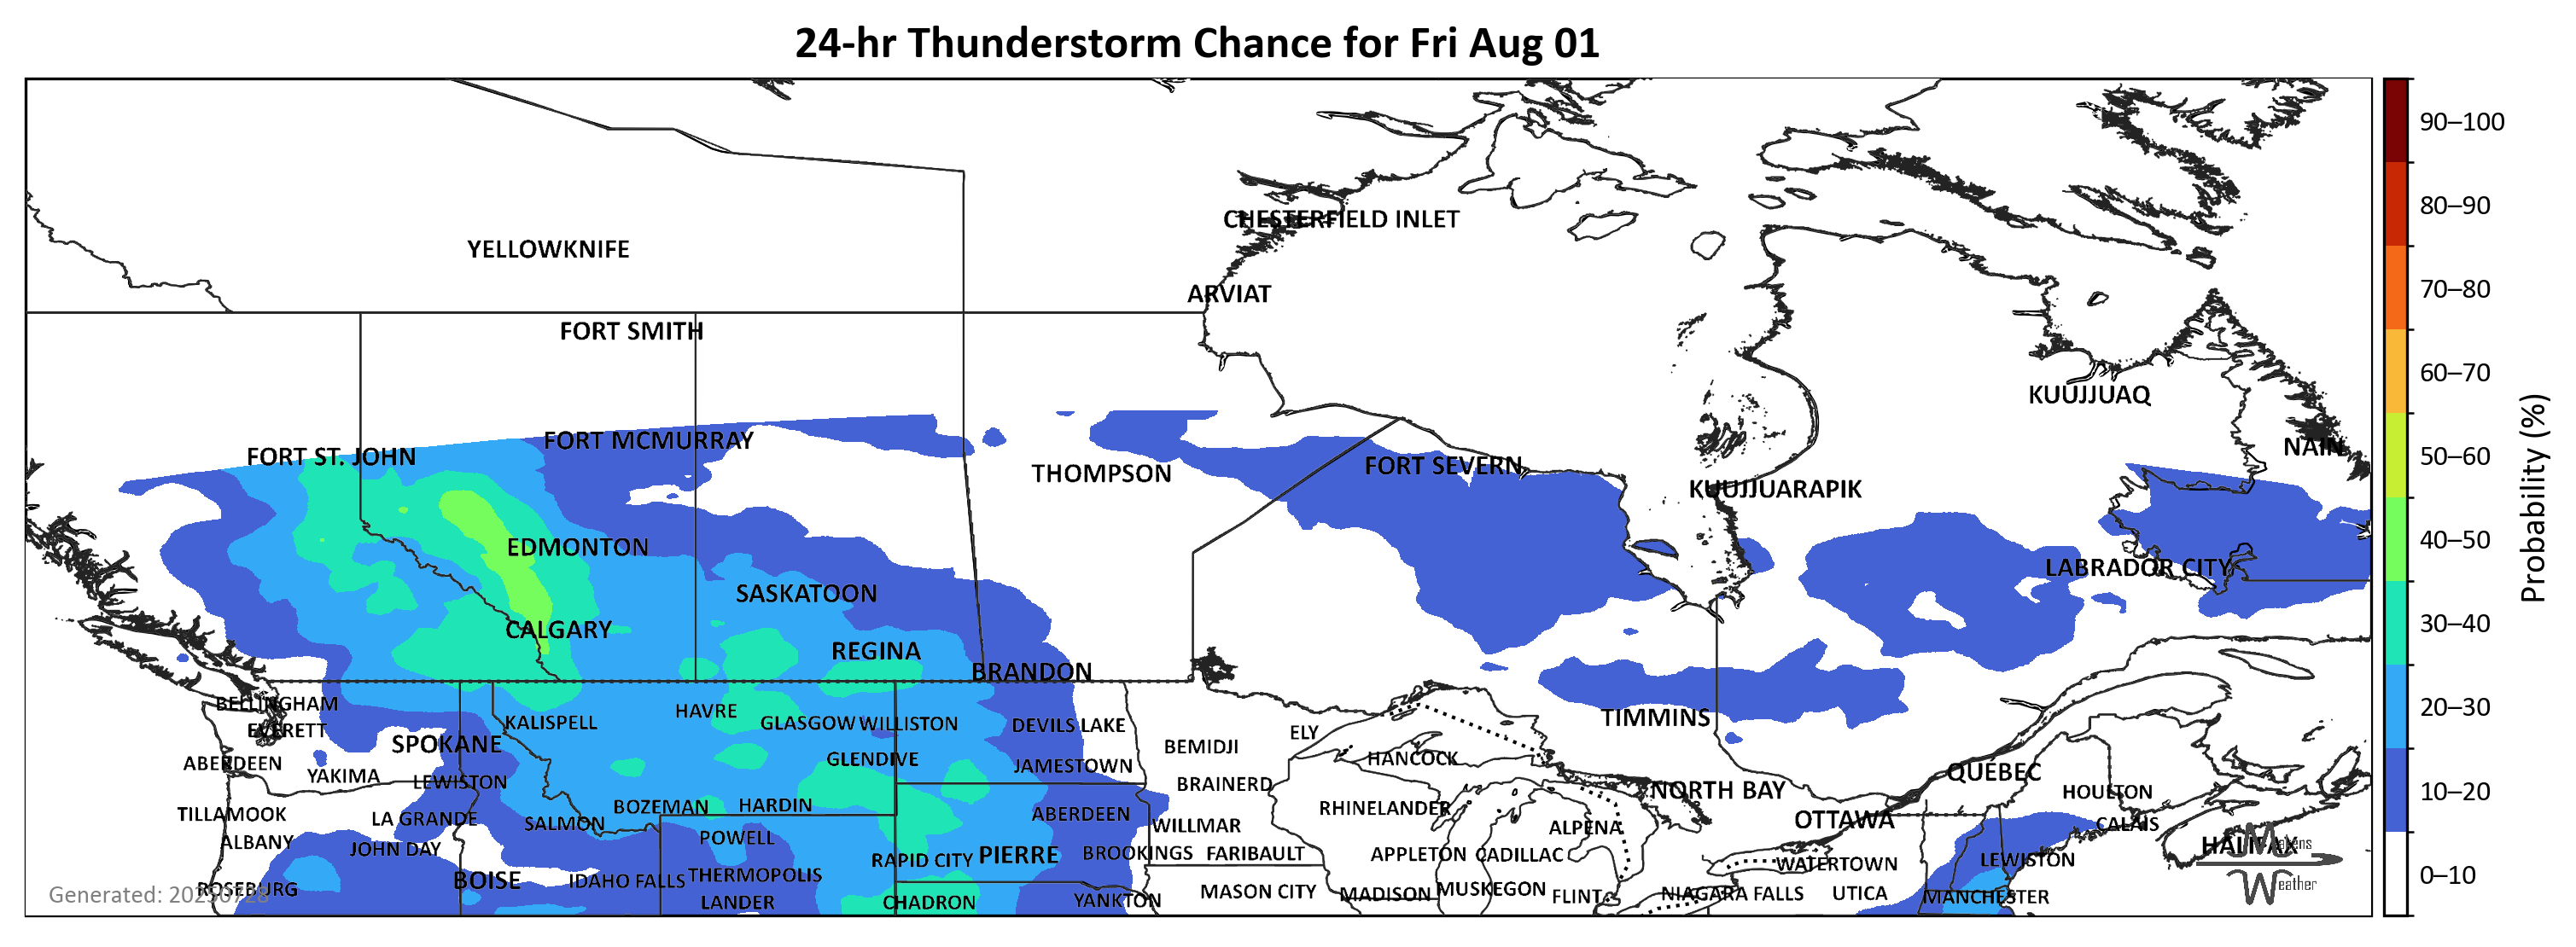 24-hr Thunderstorm Chance for Fri Aug 01
90–100
80–90
CHESTERFIELD INLET
YELLOWKNIFE
70–80
ARVIAT
FORT SMITH
60–70
KUUJJUAQ
Probability (%)
FORT MCMURRAY
NAIN
FORT ST. JOHN
50–60
FORT SEVERN
THOMPSON
KUUJJUARAPIK
40–50
EDMONTON
LABRADOR CITY
SASKATOON
30–40
CALGARY
REGINA
BRANDON
BELLINGHAM
20–30
HAVRE
KALISPELL
GLASGOW
WILLISTON
DEVILS LAKE
TIMMINS
EVERETT
ELY
SPOKANE
BEMIDJI
GLENDIVE
HANCOCK
ABERDEEN
JAMESTOWN
QUÉBEC
YAKIMA
LEWISTON
BRAINERD
NORTH BAY
HOULTON
10–20
BOZEMAN
HARDIN
RHINELANDER
TILLAMOOK
ABERDEEN
LA GRANDE
SALMON
WILLMAR
OTTAWA
CALAIS
ALPENA
POWELL
ALBANY
HALIFAX
Makens
JOHN DAY
BROOKINGS
FARIBAULT
APPLETON
CADILLAC
PIERRE
RAPID CITY
LEWISTON
WATERTOWN
THERMOPOLIS
0–10
BOISE
IDAHO FALLS
Weather
ROSEBURG
Generated: 20250728
MASON CITY
MUSKEGON
MADISON
NIAGARA FALLS
UTICA
FLINT
MANCHESTER
LANDER
CHADRON
YANKTON